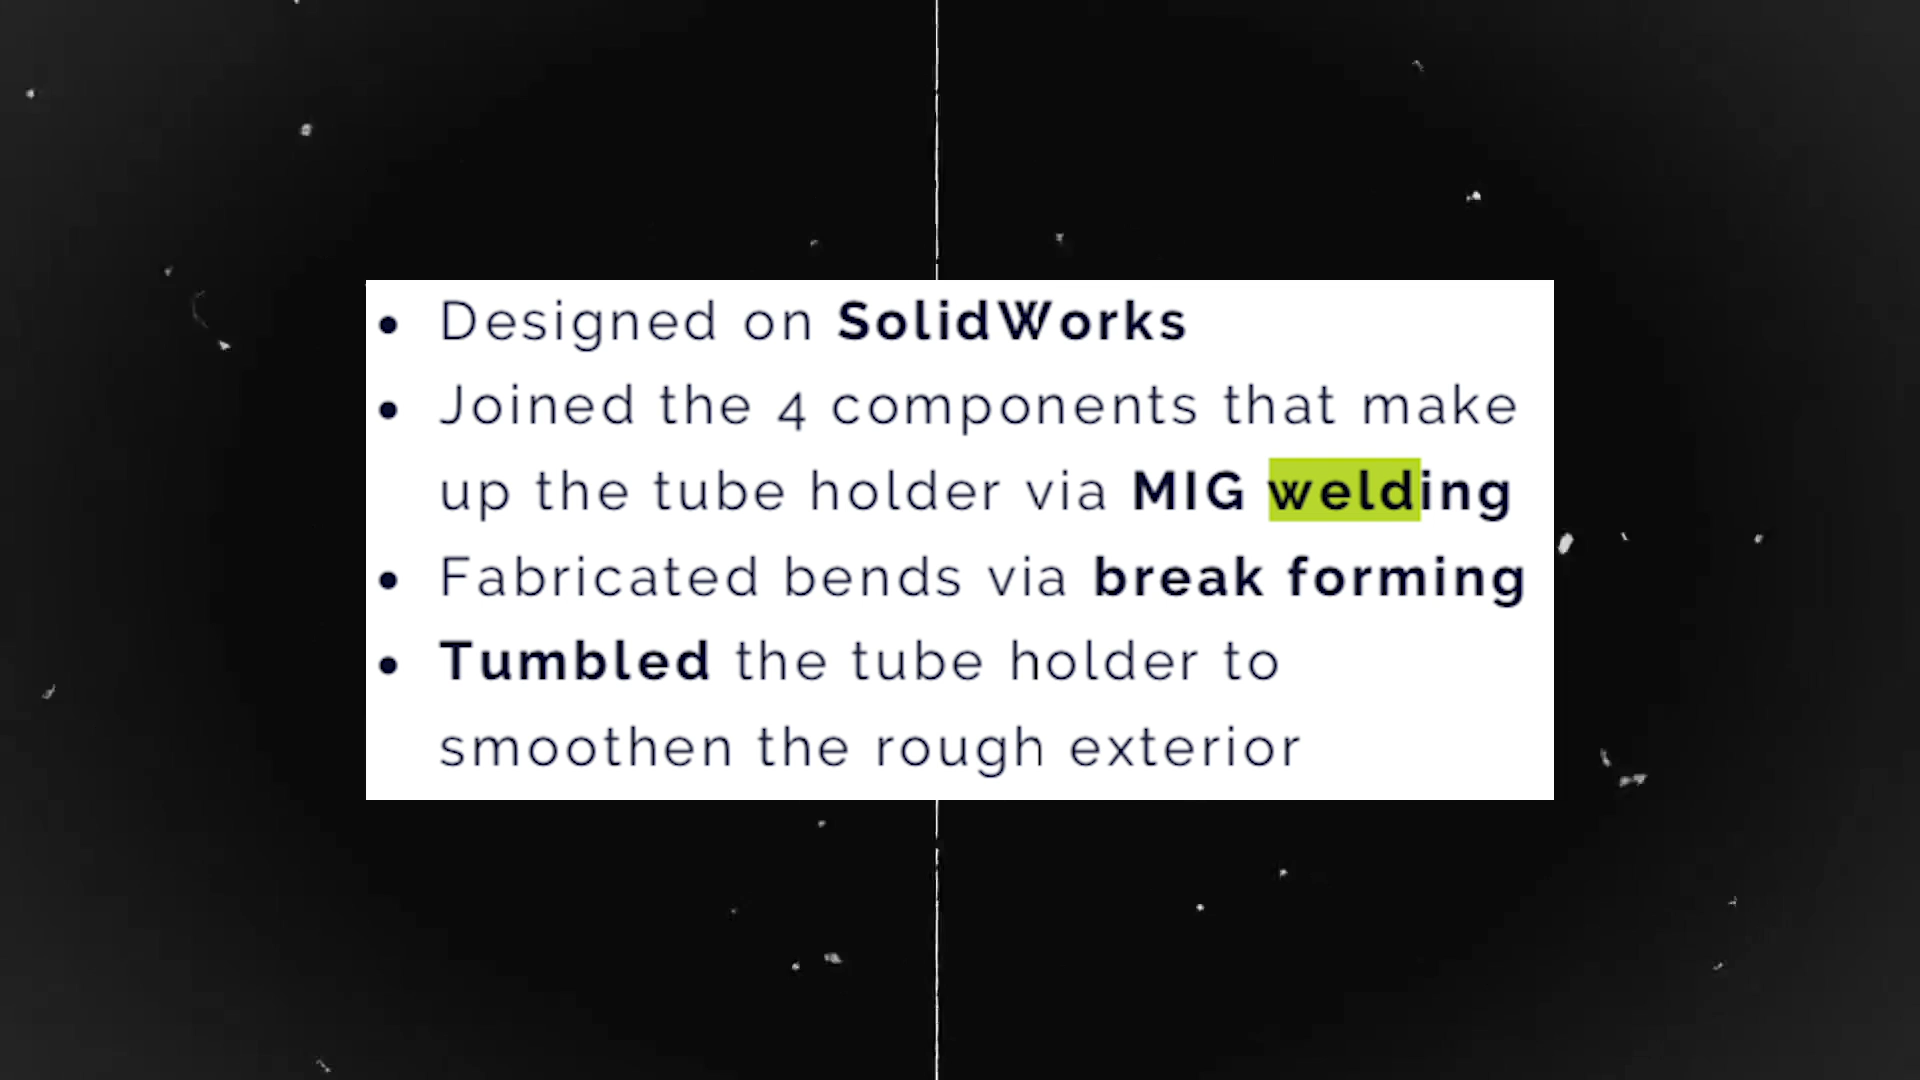 • Designed on SolidWorks
• Joined the 4 components that make
up the tube holder via MIG welding
• Fabricated bends via break forming
• Tumbled the tube holder to
smoothen the rough exterior